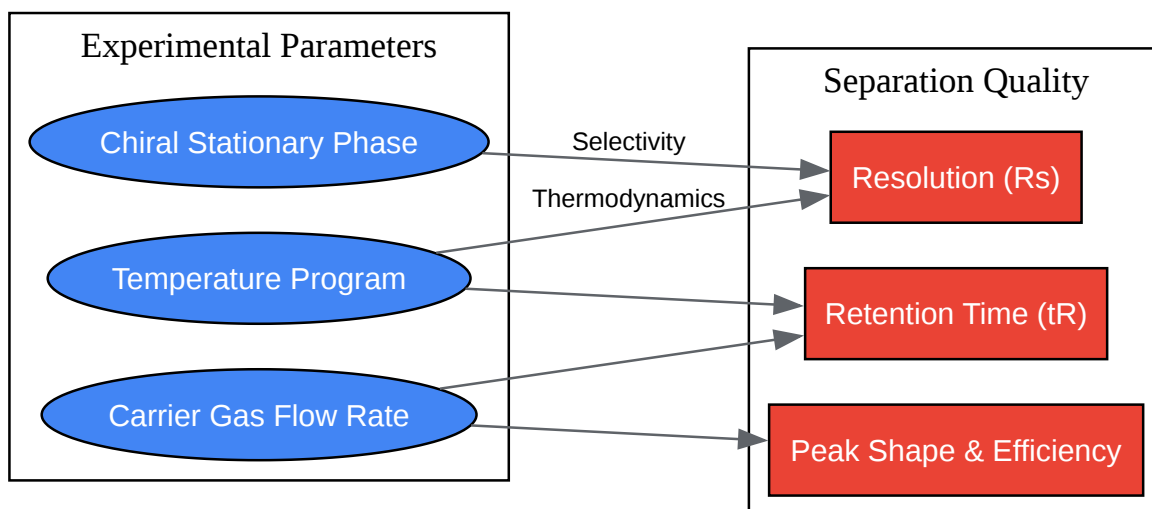 Experimental Parameters
Chiral Stationary Phase
Temperature Program
Carrier Gas Flow Rate
Selectivity
Thermodynamics
Separation Quality
Resolution (Rs)
Retention Time (tR)
Peak Shape & Efficiency